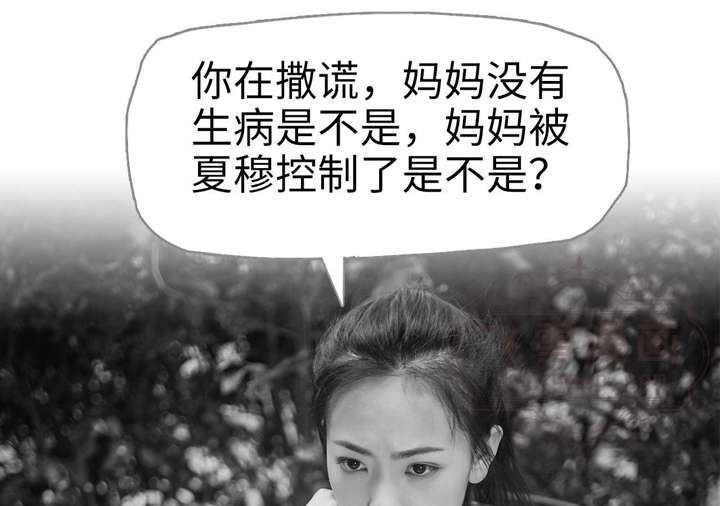 你在撒谎，妈妈没有
生病是不是，妈妈被
夏穆控制了是不是？